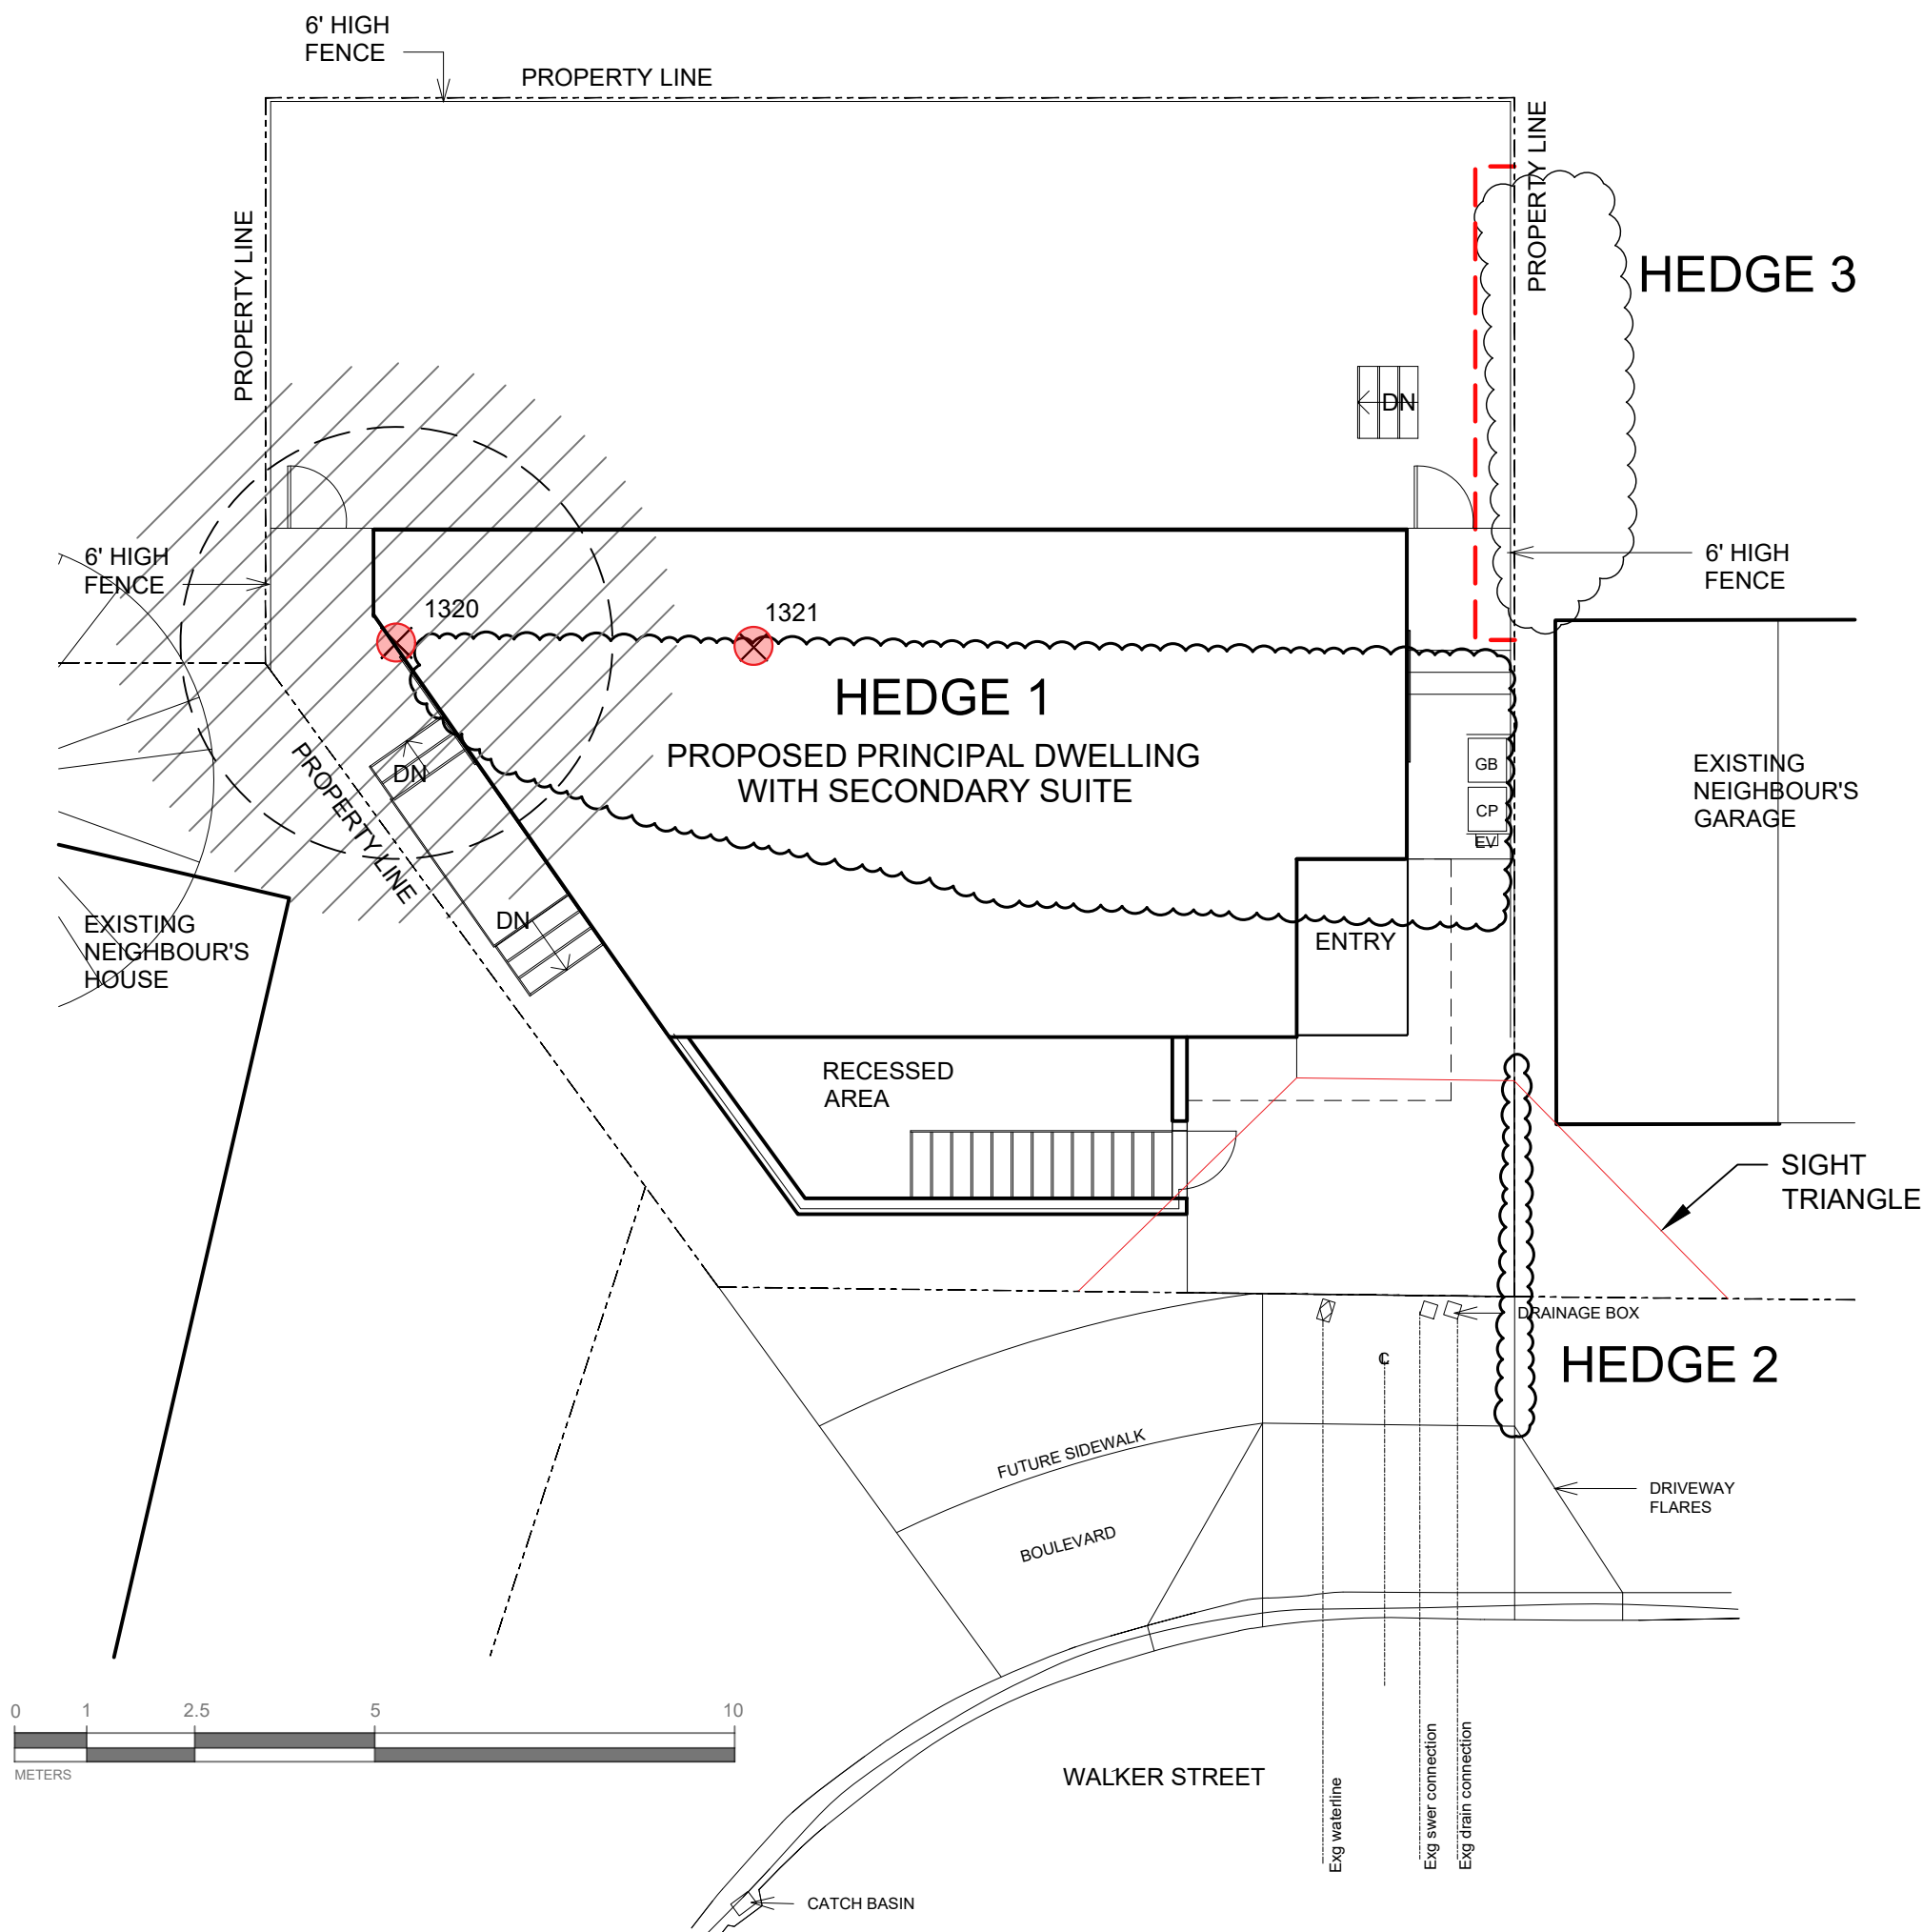 6' HIGH
FENCE
PROPERTY LINE
PROPERTY LINE
PROPERTY LINE
HEDGE 3
DN
6' HIGH
FENCE
6' HIGH
FENCE
1320
1321
HEDGE 1
PROPOSED PRINCIPAL DWELLING
WITH SECONDARY SUITE
PROPERTY LINE
DN
GB
CP
EV
EXISTING
NEIGHBOUR'S
GARAGE
EXISTING
NEIGHBOUR'S
HOUSE
DN
ENTRY
RECESSED
AREA
SIGHT
TRIANGLE
DRAINAGE BOX
HEDGE 2
FUTURE SIDEWALK
BOULEVARD
DRIVEWAY
FLARES
0 1 2.5 5 10
METERS
WALKER STREET
Exg waterline
Exg swer connection
Exg drain connection
CATCH BASIN